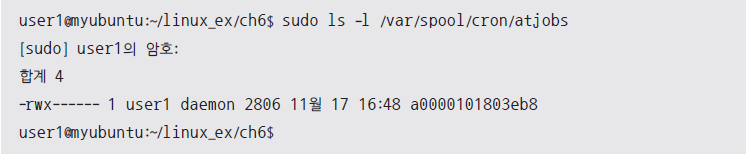 user1@myubuntu:~/linux_ex/ch6$ sudo ls -l /var/spool/cron/atjobs
[sudo] user1의 암호:
합계 4
-rwx------ 1 user1 daemon 2806 11월 17 16:48 a0000101803eb8
user1@myubuntu:~/linux_ex/ch6$